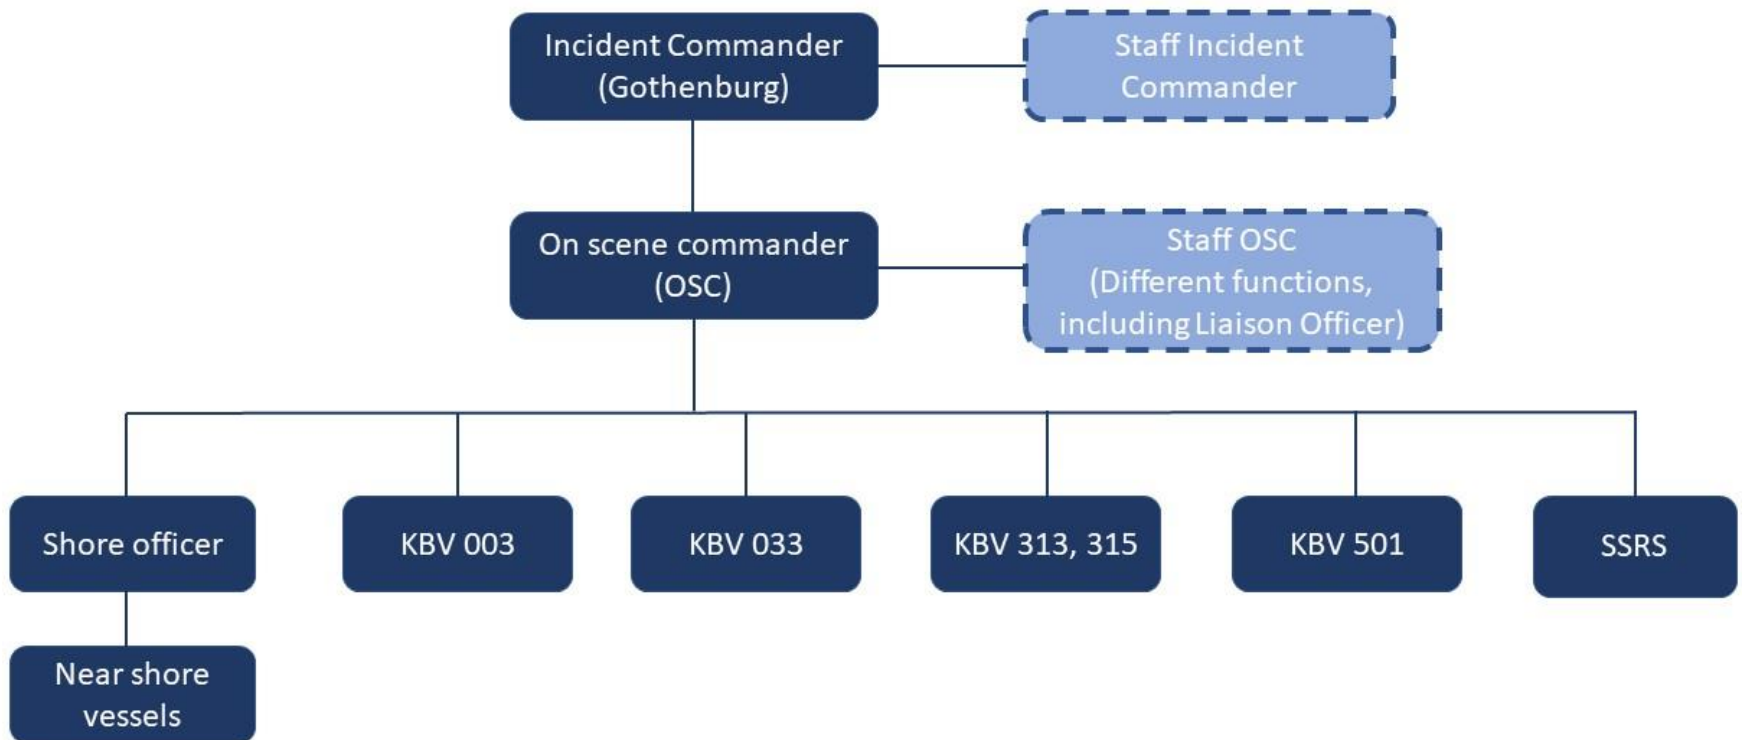 Incident Commander
(Gothenburg)
Staff Incident
Commander
On scene commander
(OSC)
Staff OSC
(Different functions,
including Liaison Officer)
Shore officer
KBV 003
KBV 033
KBV 313, 315
KBV 501
SSRS
Near shore
vessels